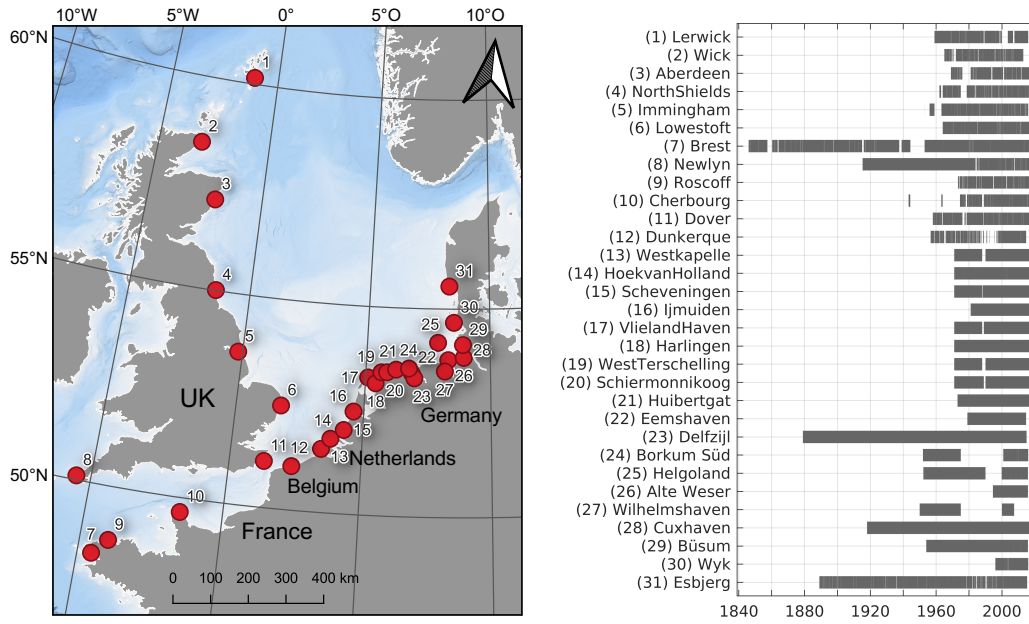 10°W 5°W 0° 5°O 10°O
60°N
1
2
3
4
55°N
31
30
5
25
29
19 21 24 22
28
17
26
6
UK
18 20
27
16
23
Germany
14
15
11 12
13
Netherlands
8
50°N
Belgium
10
9
France
7
0 100 200 300 400 km
(1) Lerwick
(2) Wick
(3) Aberdeen
(4) NorthShields
(5) Immingham
(6) Lowestoft
(7) Brest
(8) Newlyn
(9) Roscoff
(10) Cherbourg
(11) Dover
(12) Dunkerque
(13) Westkapelle
(14) HoekvanHolland
(15) Scheveningen
(16) Ijmuiden
(17) VlielandHaven
(18) Harlingen
(19) WestTerschelling
(20) Schiermonnikoog
(21) Huibertgat
(22) Eemshaven
(23) Delfzijl
(24) Borkum Süd
(25) Helgoland
(26) Alte Weser
(27) Wilhelmshaven
(28) Cuxhaven
(29) Büsum
(30) Wyk
(31) Esbjerg
1840 1880 1920 1960 2000